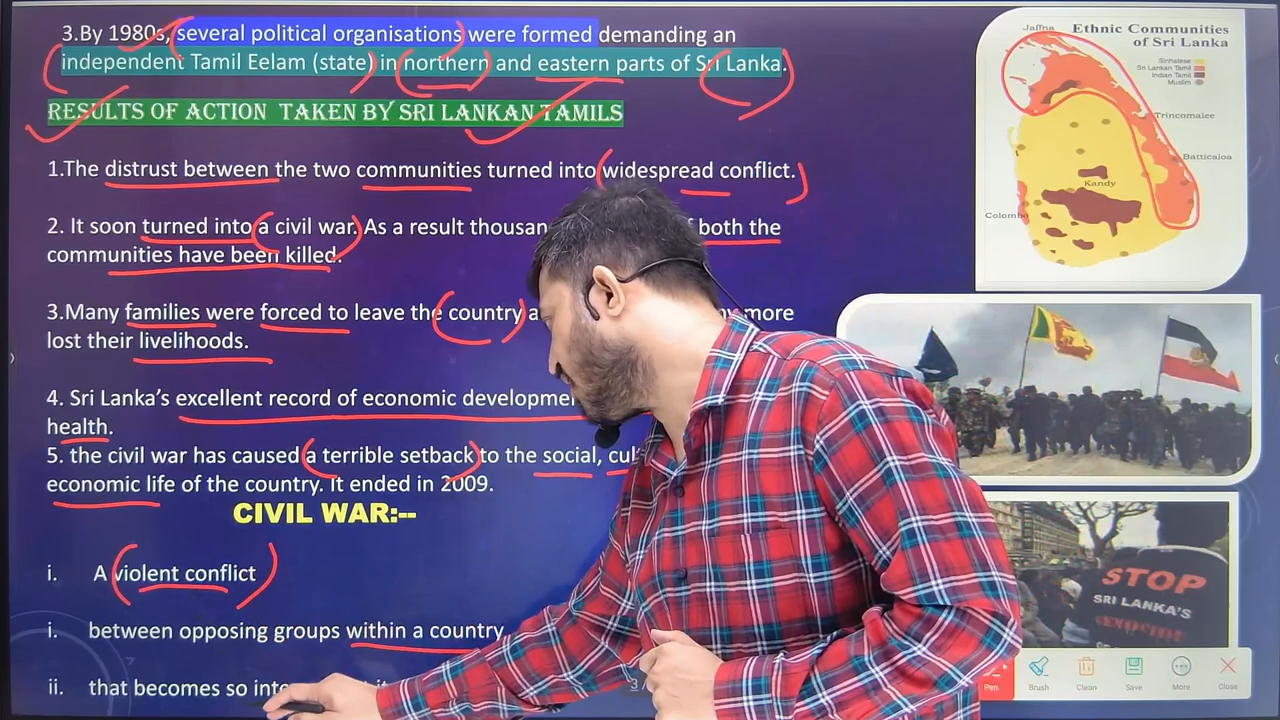 3.By 1980s, several political organisations were formed demanding an
independent Tamil Eelam (state) in northern and eastern parts of Sri Lanka.
RESULTS OF ACTION TAKEN BY SRI LANKAN TAMILS
1.The distrust between the two communities turned into widespread conflict.
2. It soon turned into a civil war. As a result both the
communities have been killed.
3.Many families were forced to leave the country more
lost their livelihoods.
4. Sri Lanka's excellent record of economic
health.
5. the civil war has caused a terrible setback to the social,
economic life of the country. It ended in 2009.
CIVIL WAR:--
i. A violent conflict
i. between opposing groups within a country
ii. that becomes so
Jaffna
Ethnic Communities
of Sri Lanka
Sinhalese
Sri Lankan Tamil
Indian Tamil
Muslim
Trincomalee
Batticaloa
Kandy
Colombo
STOP
SRI LANKA'S
Pen
Brush
Clean
Save
More
Close